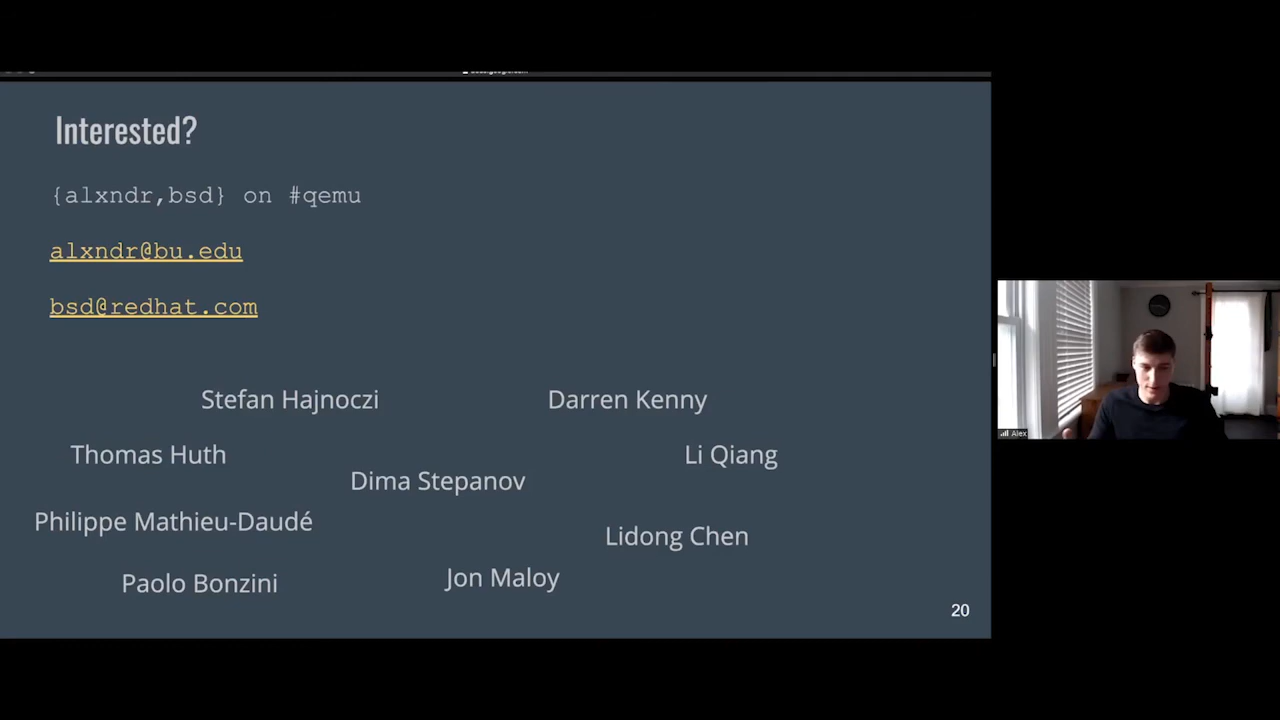 Interested?
{alxndr,bsd} on #qemu
alxndr@bu.edu
bsd@redhat.com
Stefan Hajnoczi
Darren Kenny
Thomas Huth
Li Qiang
Dima Stepanov
Philippe Mathieu-Daudé
Lidong Chen
Jon Maloy
Paolo Bonzini
20
Alex